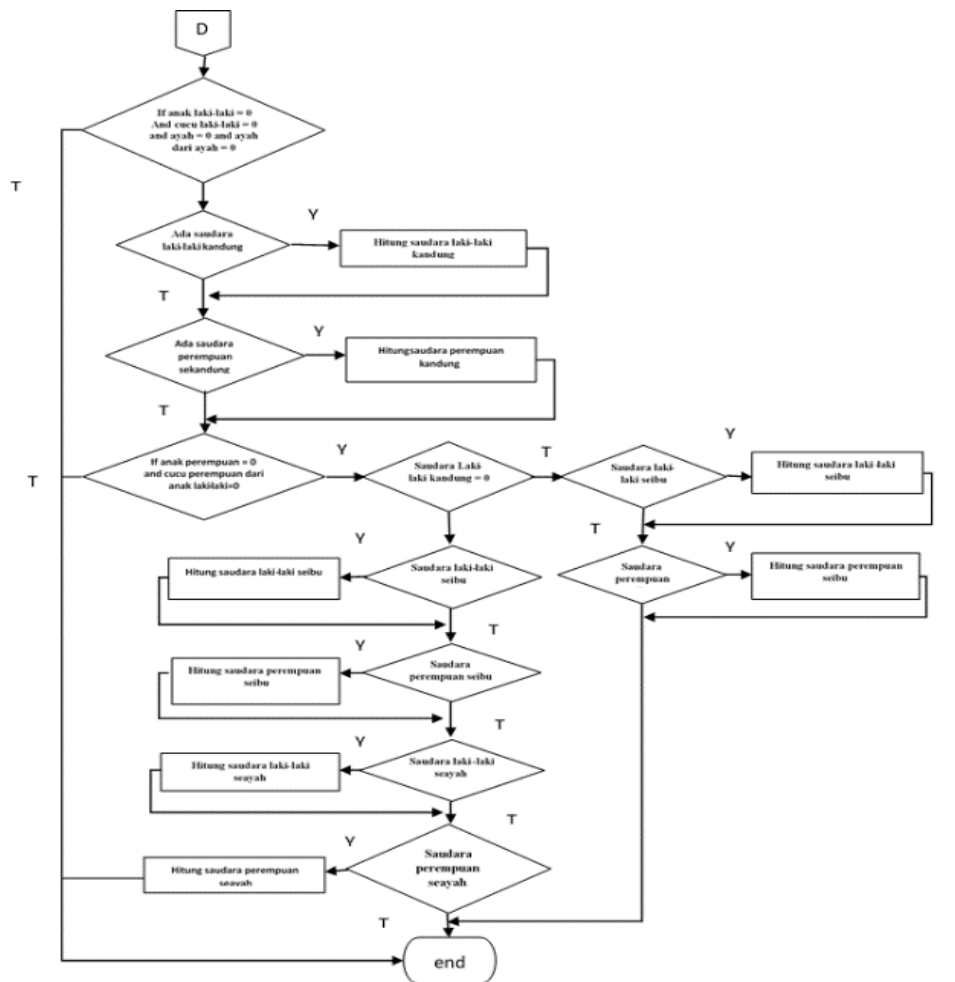 D
If anak laki-laki = 0
And cucu laki-laki = 0
and ayah = 0 and ayah
dari ayah = 0
T
Y
Ada saudara
laki-laki kandung
Hitung saudara laki-laki
kandung
T
Y
Ada saudara
perempuan
sekandung
Hitungsaudara perempuan
kandung
T
T
If anak perempuan = 0
and cucu perempuan dari
anak laki-laki=0
Y
Saudara Laki-
laki kandung = 0
T
Saudara laki-
laki seibu
Y
Hitung saudara laki-laki
seibu
T
Saudara
perempuan
Y
Hitung saudara perempuan
seibu
Y
Hitung saudara laki-laki seibu
Saudara laki-laki
seibu
T
Y
Hitung saudara perempuan
seibu
Saudara
perempuan seibu
T
Y
Hitung saudara laki-laki
seayah
Saudara laki-laki
seayah
T
Y
Hitung saudara perempuan
seayah
Saudara
perempuan
seayah
T
end